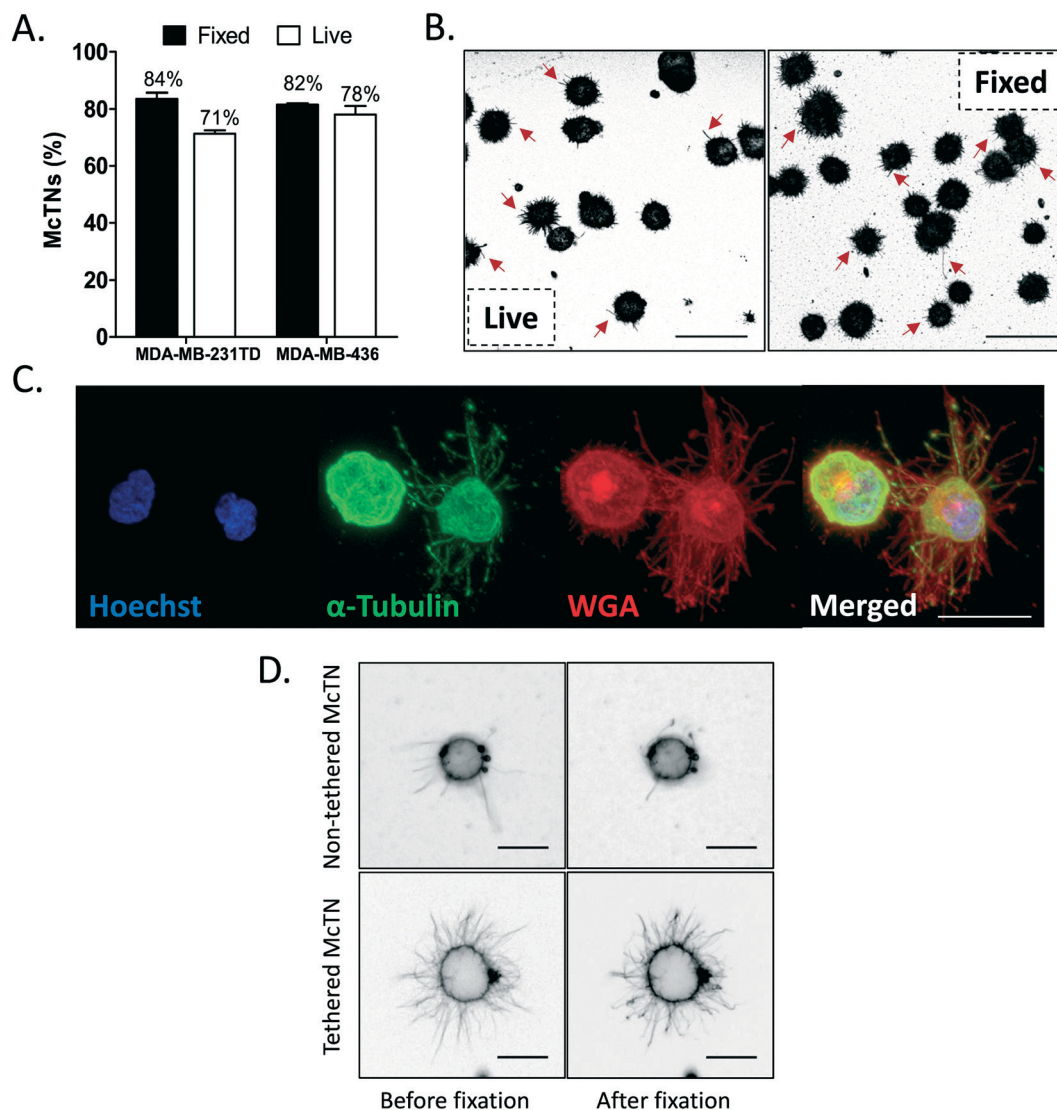 A.
Fixed Live
100
80
60
40
20
0
McTNs (%)
84%
71%
82%
78%
MDA-MB-231TD MDA-MB-436
B.
Live
Fixed
C.
Hoechst
α-Tubulin
WGA
Merged
D.
Non-tethered McTN
Tethered McTN
Before fixation
After fixation